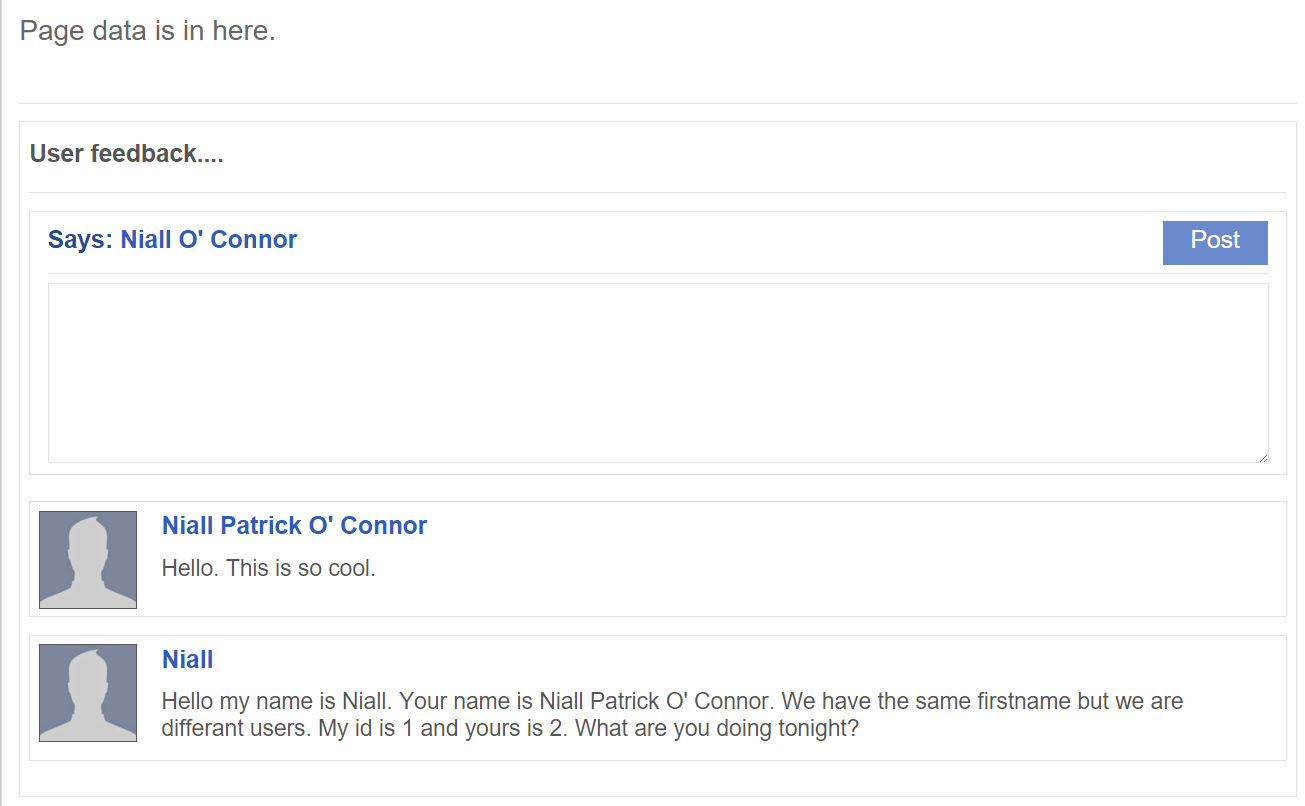 Page data is in here.
User feedback....
Says: Niall O' Connor
Post
Niall Patrick O' Connor
Hello. This is so cool.
Niall
Hello my name is Niall. Your name is Niall Patrick O' Connor. We have the same firstname but we are
differant users. My id is 1 and yours is 2. What are you doing tonight?